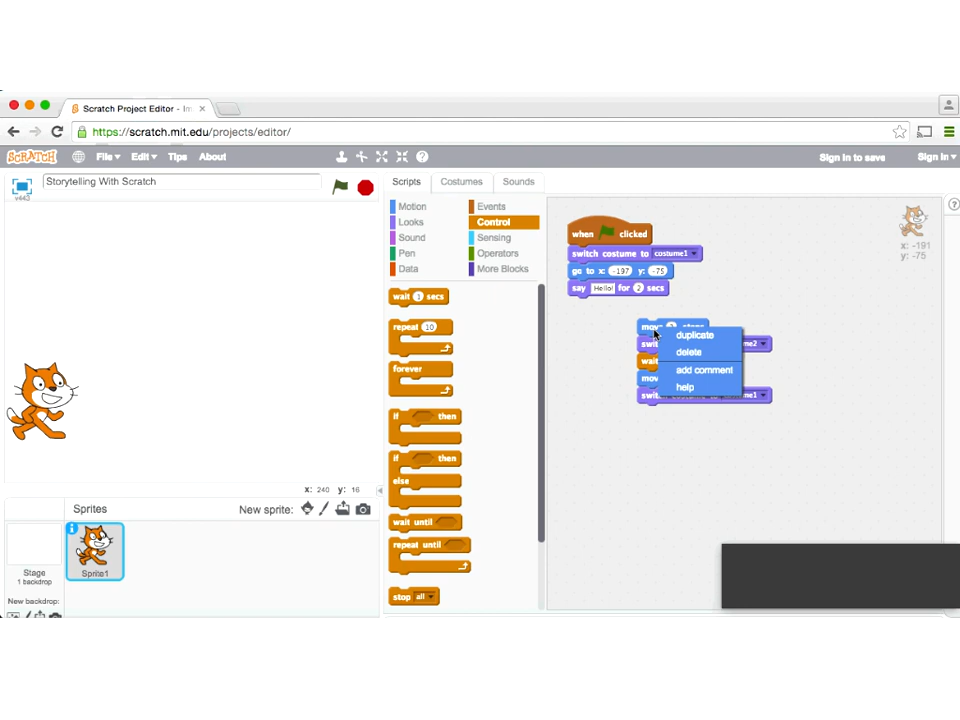 Scratch Project Editor - Im
https://scratch.mit.edu/projects/editor/
SCRATCH File Edit Tips About Sign in to save Sign in
v443 Storytelling With Scratch
Scripts Costumes Sounds
Motion Events
Looks Control
Sound Sensing
Pen Operators
Data More Blocks
wait 1 secs
repeat 10
forever
if then
if then
else
wait until
repeat until
stop all
when clicked
switch costume to costume1
go to x: -197 y: -75
say Hello! for 2 secs
duplicate
delete
add comment
help
x: -191
y: -75
x: 240 y: 16
Sprites New sprite:
Sprite1
Stage
1 backdrop
New backdrop: